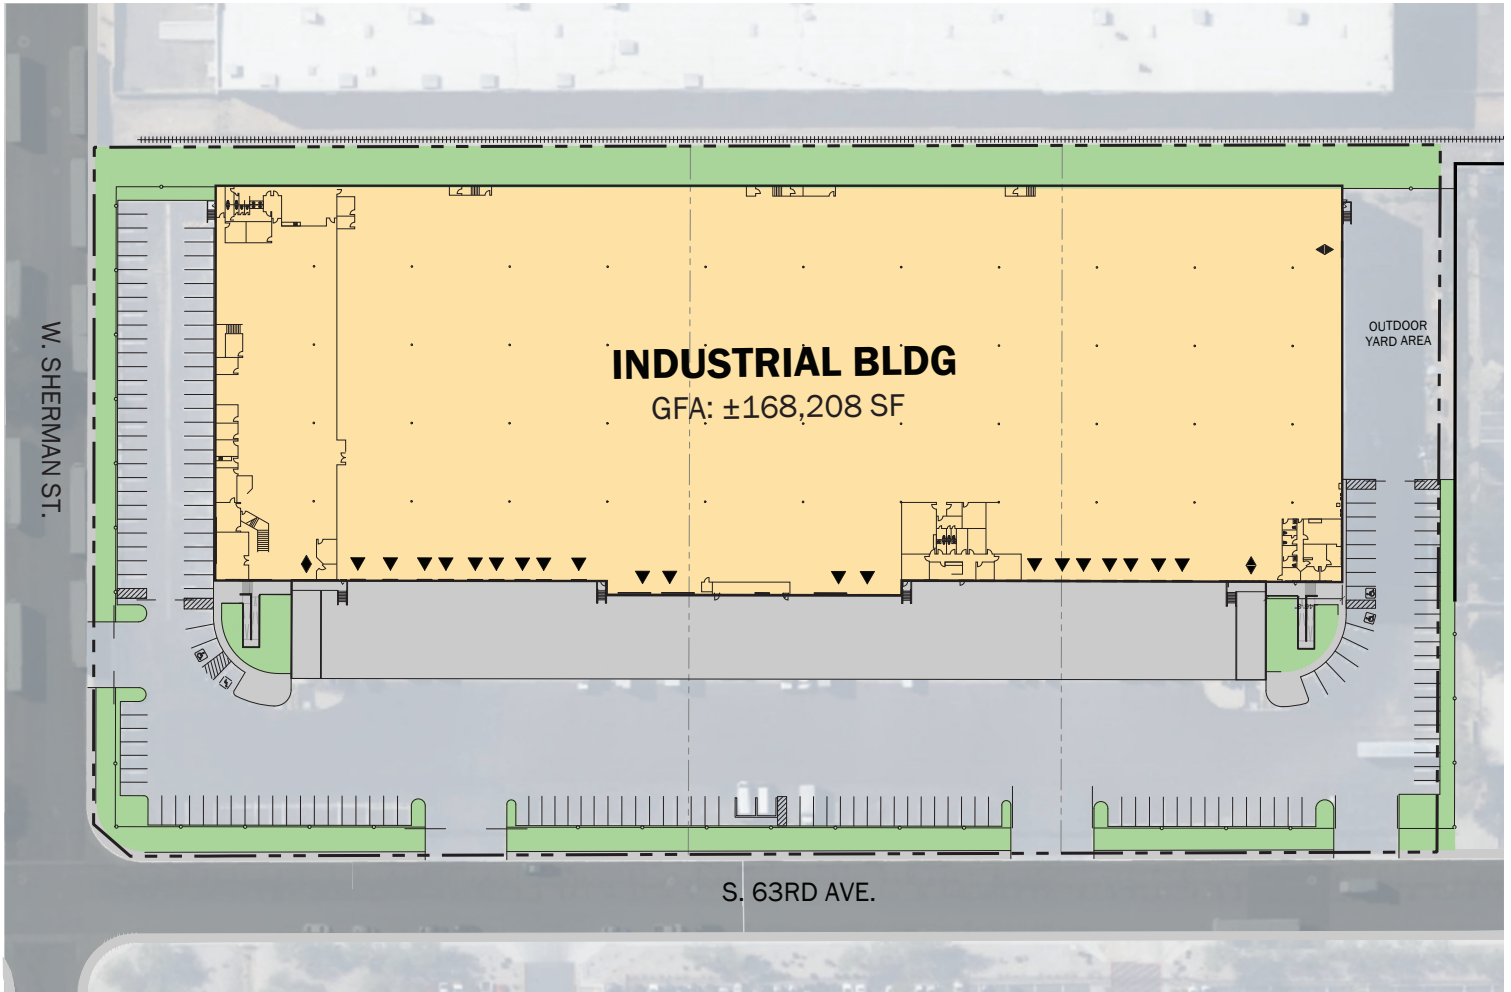 W. SHERMAN ST.
INDUSTRIAL BLDG
GFA: ±168,208 SF
OUTDOOR
YARD AREA
S. 63RD AVE.